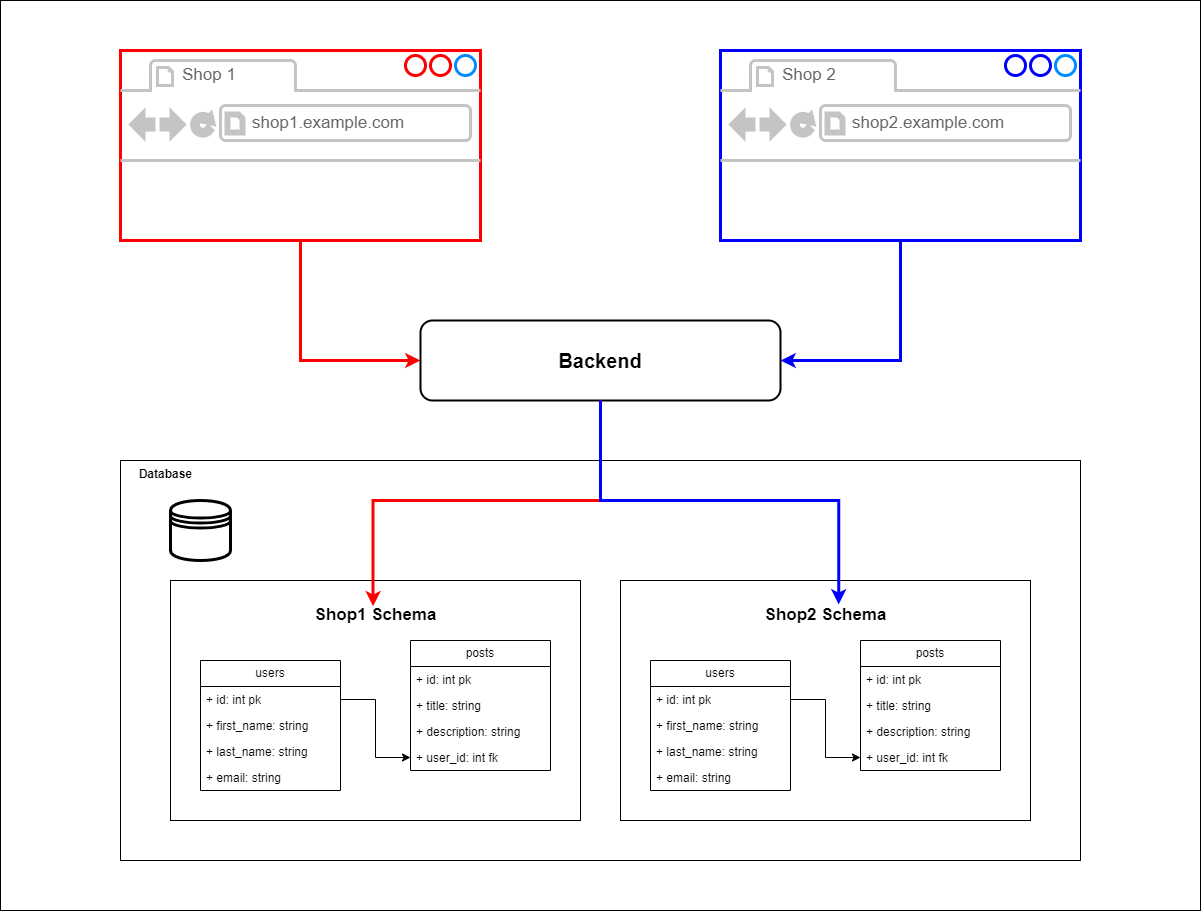 Shop 1
shop1.example.com
Shop 2
shop2.example.com
Backend
Database
Shop1 Schema
users
+ id: int pk
+ first_name: string
+ last_name: string
+ email: string
posts
+ id: int pk
+ title: string
+ description: string
+ user_id: int fk
Shop2 Schema
users
+ id: int pk
+ first_name: string
+ last_name: string
+ email: string
posts
+ id: int pk
+ title: string
+ description: string
+ user_id: int fk